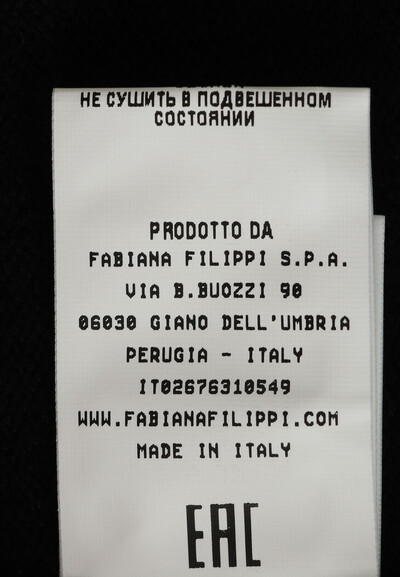 НЕ СУШИТЬ В ПОДВЕШЕННОМ
СОСТОЯНИИ
PRODOTTO DA
FABIANA FILIPPI S.P.A.
VIA B.BUOZZI 90
06030 GIANO DELL'UMBRIA
PERUGIA - ITALY
IT02676310549
WWW.FABIANAFILIPPI.COM
MADE IN ITALY
EAC